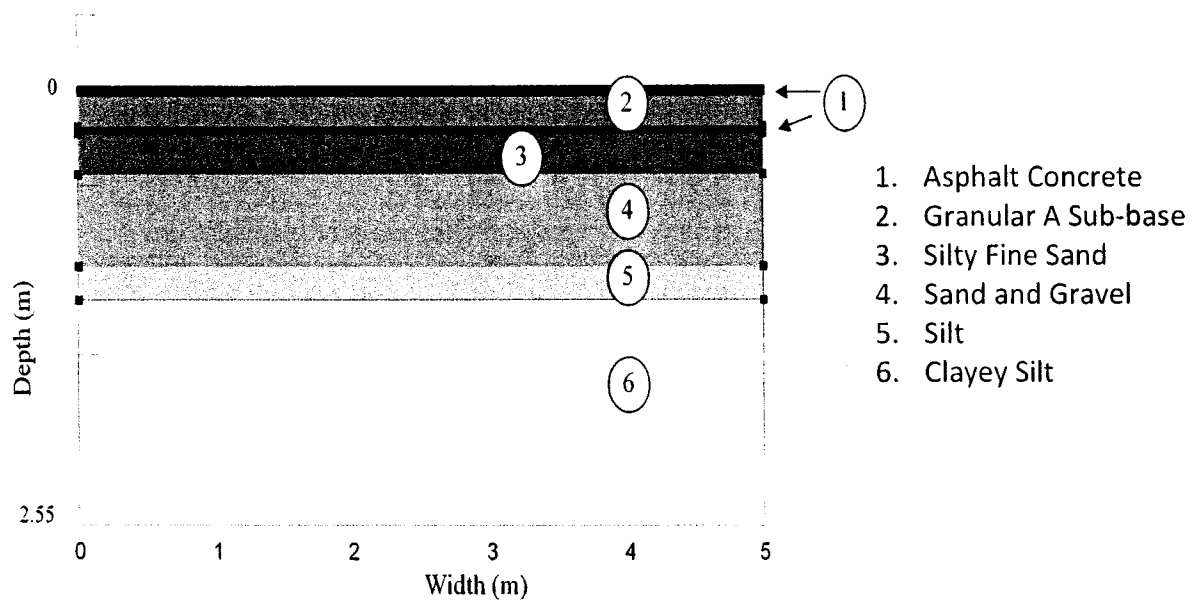 0
2
1
3
4
5
6
Depth (m)
2.55
0 1 2 3 4 5
Width (m)
1. Asphalt Concrete
2. Granular A Sub-base
3. Silty Fine Sand
4. Sand and Gravel
5. Silt
6. Clayey Silt